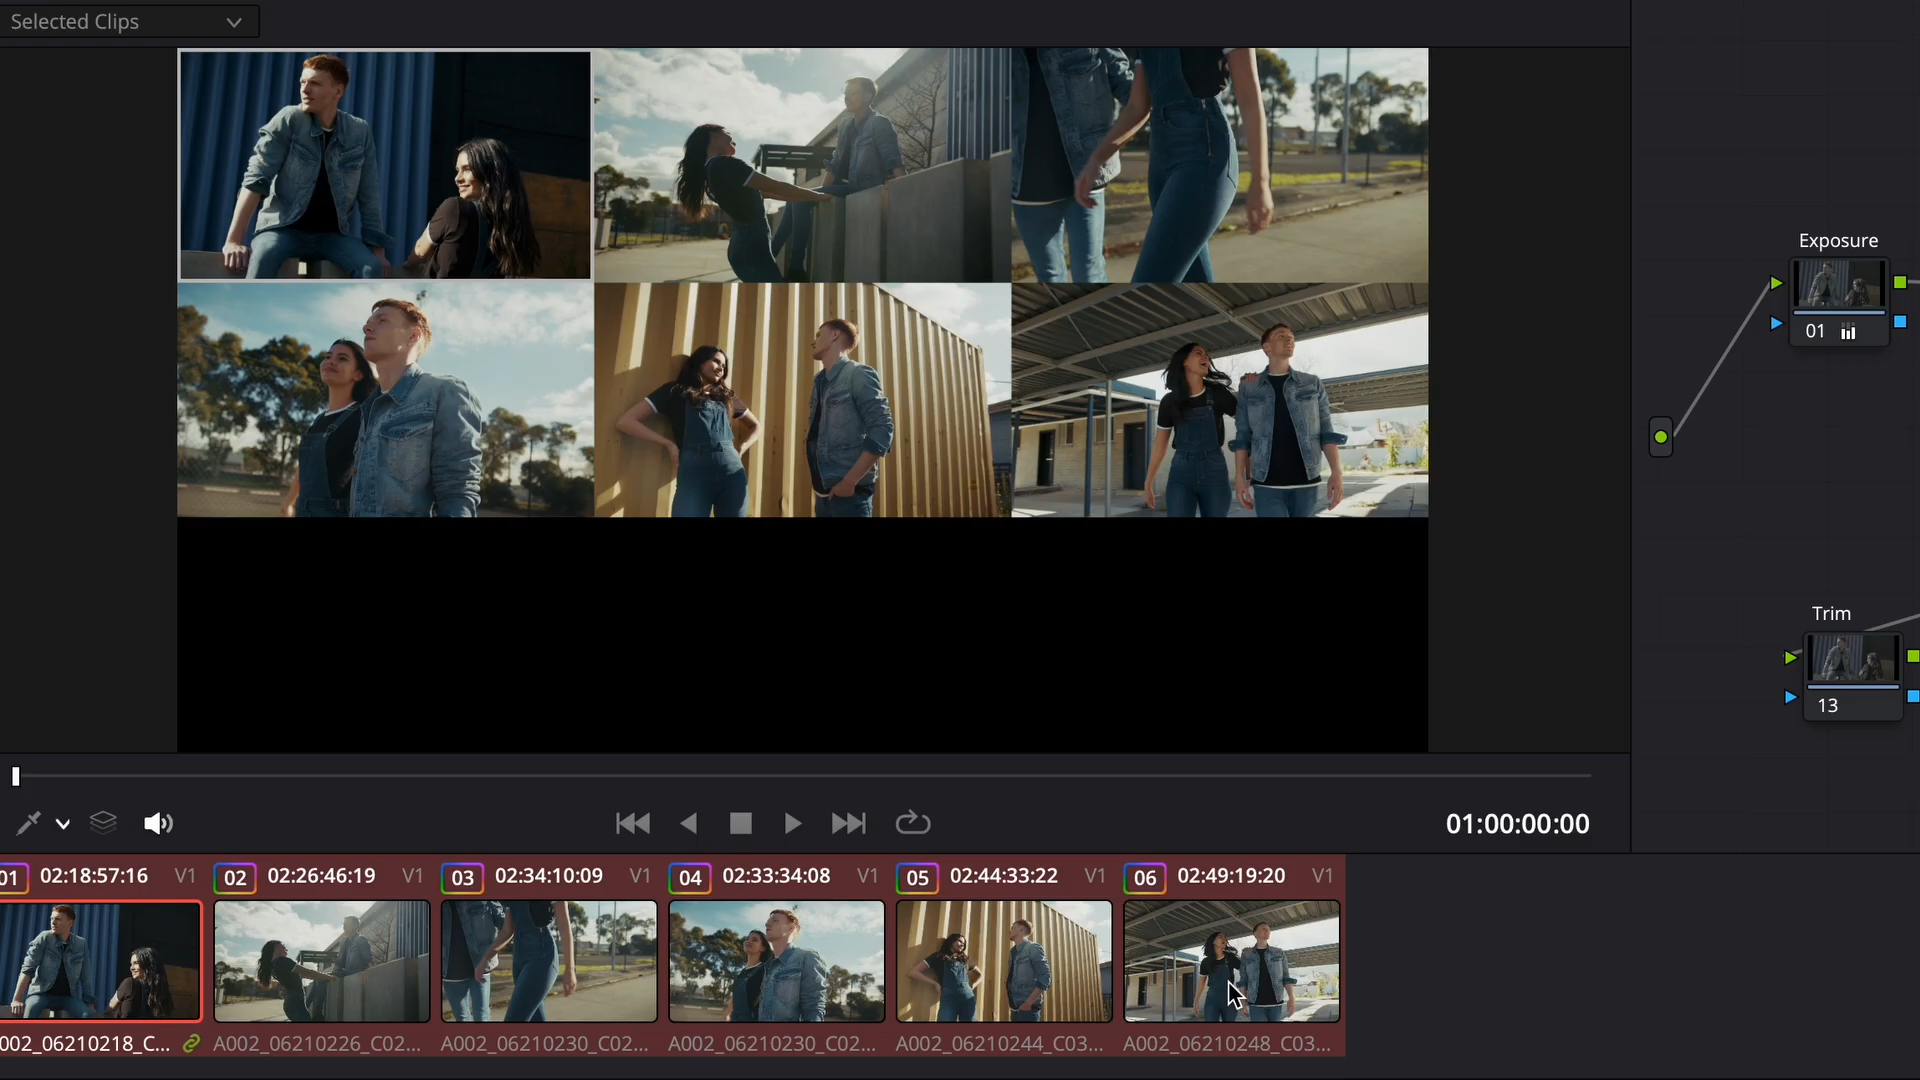 Selected Clips
Exposure
01
Trim
13
01:00:00:00
01 02:18:57:16 V1
02 02:26:46:19 V1
03 02:34:10:09 V1
04 02:33:34:08 V1
05 02:44:33:22 V1
06 02:49:19:20 V1
002_06210218_C...
A002_06210226_C02...
A002_06210230_C02...
A002_06210230_C02...
A002_06210244_C03...
A002_06210248_C03...